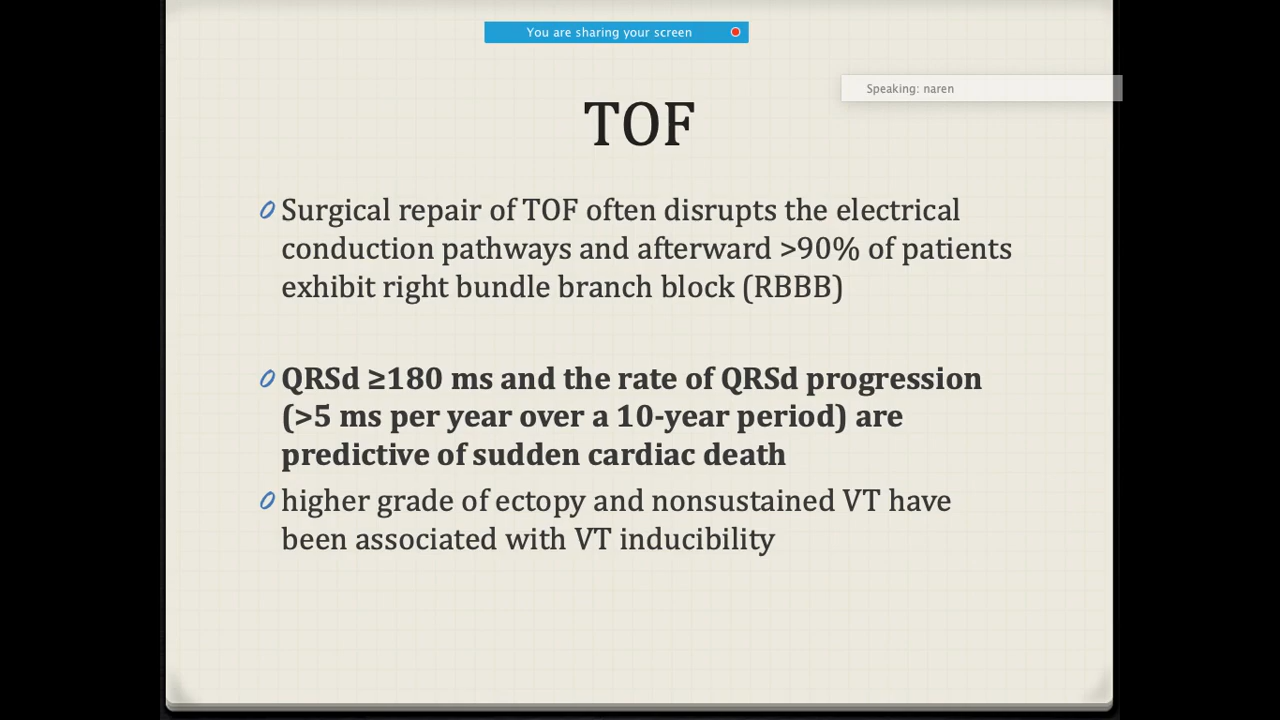 You are sharing your screen
Speaking: naren
TOF
Surgical repair of TOF often disrupts the electrical
conduction pathways and afterward >90% of patients
exhibit right bundle branch block (RBBB)
QRSd ≥180 ms and the rate of QRSd progression
(>5 ms per year over a 10-year period) are
predictive of sudden cardiac death
higher grade of ectopy and nonsustained VT have
been associated with VT inducibility